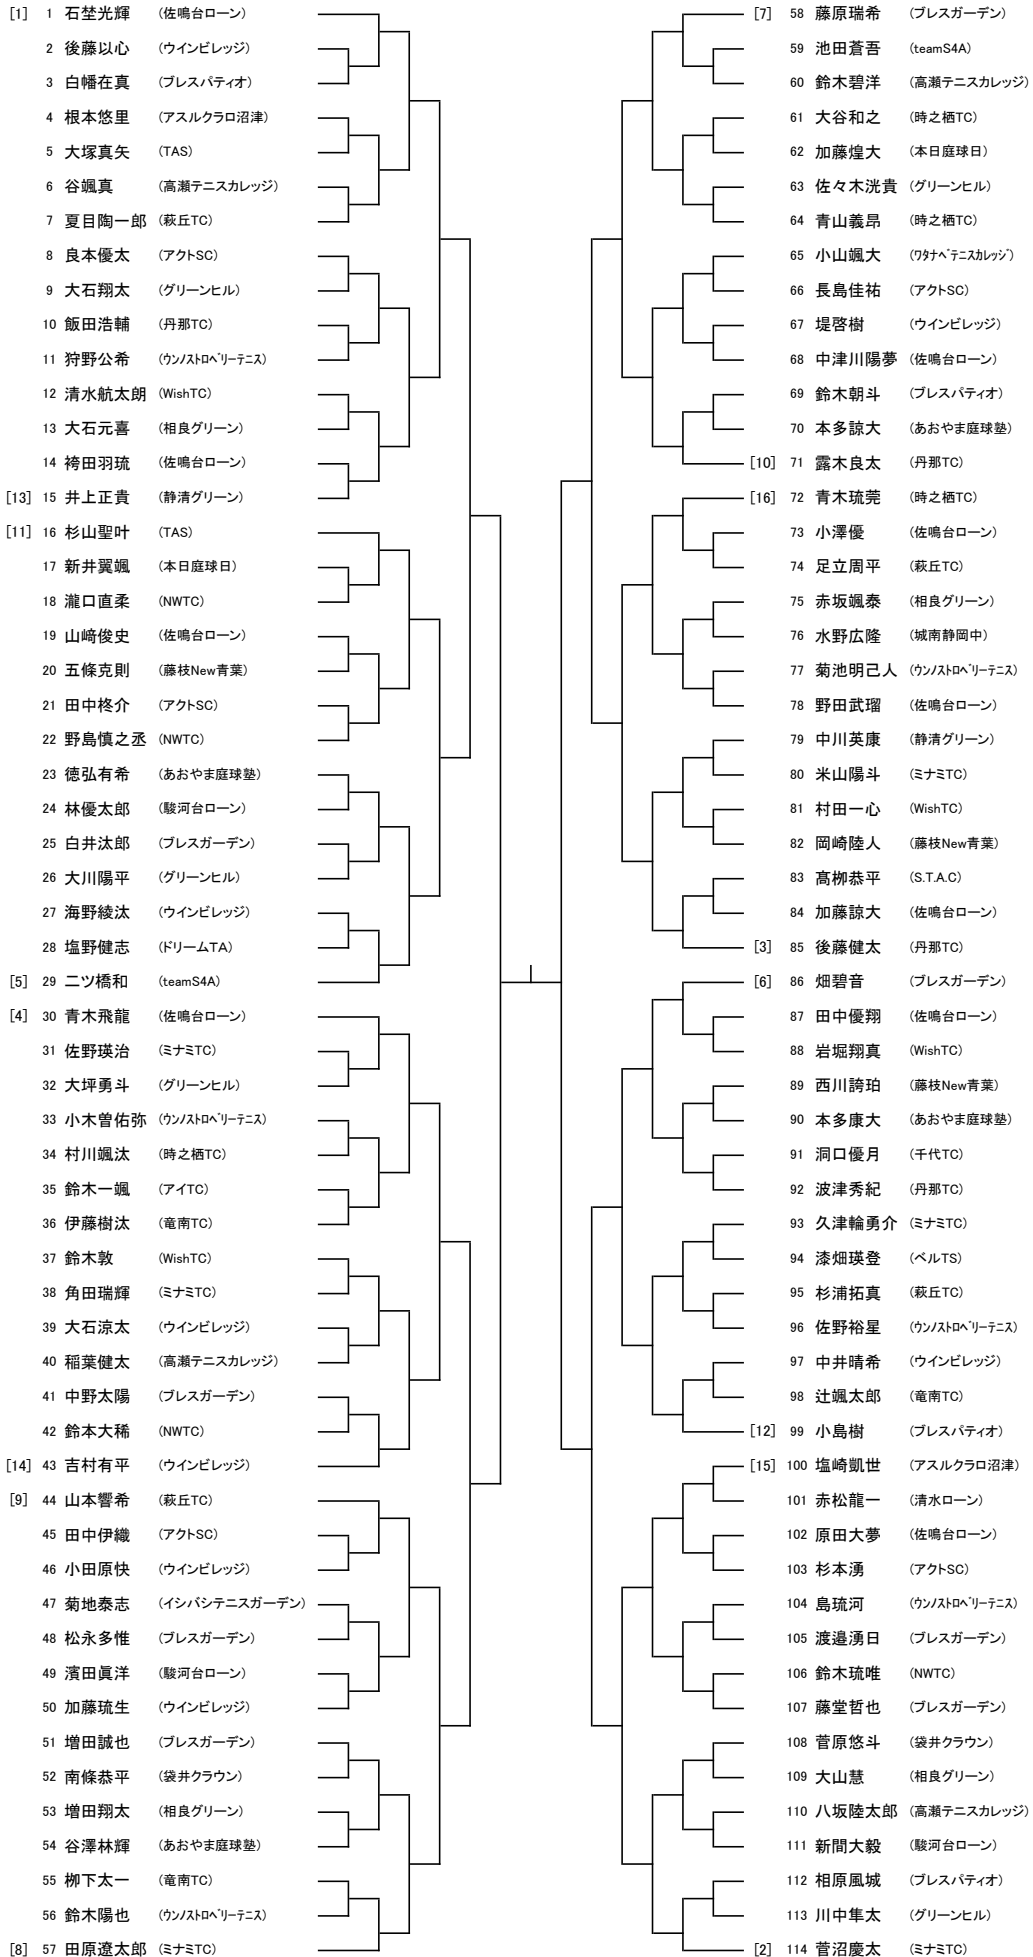 [1] 1 石埜光輝 (佐鳴台ローン)
2 後藤以心 (ウインビレッジ)
3 白幡在真 (ブレスパティオ)
4 根本悠里 (アスルクラロ沼津)
5 大塚真矢 (TAS)
6 谷颯真 (高瀬テニスカレッジ)
7 夏目陶一郎 (萩丘TC)
8 良本優太 (アクトSC)
9 大石翔太 (グリーンヒル)
10 飯田浩輔 (丹那TC)
11 狩野公希 (ウンノストロベリーテニス)
12 清水航太朗 (WishTC)
13 大石元喜 (相良グリーン)
14 袴田羽琉 (佐鳴台ローン)
[13] 15 井上正貴 (静清グリーン)
[11] 16 杉山聖叶 (TAS)
17 新井翼颯 (本日庭球日)
18 瀧口直柔 (NWTC)
19 山﨑俊史 (佐鳴台ローン)
20 五條克則 (藤枝New青葉)
21 田中柊介 (アクトSC)
22 野島慎之丞 (NWTC)
23 徳弘有希 (あおやま庭球塾)
24 林優太郎 (駿河台ローン)
25 白井汰郎 (ブレスガーデン)
26 大川陽平 (グリーンヒル)
27 海野綾汰 (ウインビレッジ)
28 塩野健志 (ドリームTA)
[5] 29 二ツ橋和 (teamS4A)
[4] 30 青木飛龍 (佐鳴台ローン)
31 佐野瑛治 (ミナミTC)
32 大坪勇斗 (グリーンヒル)
33 小木曽佑弥 (ウンノストロベリーテニス)
34 村川颯汰 (時之栖TC)
35 鈴木一颯 (アイTC)
36 伊藤樹汰 (竜南TC)
37 鈴木敦 (WishTC)
38 角田瑞輝 (ミナミTC)
39 大石涼太 (ウインビレッジ)
40 稲葉健太 (高瀬テニスカレッジ)
41 中野太陽 (ブレスガーデン)
42 鈴本大稀 (NWTC)
[14] 43 吉村有平 (ウインビレッジ)
[9] 44 山本響希 (萩丘TC)
45 田中伊織 (アクトSC)
46 小田原快 (ウインビレッジ)
47 菊地泰志 (イシバシテニスガーデン)
48 松永多惟 (ブレスガーデン)
49 濱田眞洋 (駿河台ローン)
50 加藤琉生 (ウインビレッジ)
51 増田誠也 (ブレスガーデン)
52 南條恭平 (袋井クラウン)
53 増田翔太 (相良グリーン)
54 谷澤林輝 (あおやま庭球塾)
55 栁下太一 (竜南TC)
56 鈴木陽也 (ウンノストロベリーテニス)
[8] 57 田原遼太郎 (ミナミTC)
[7] 58 藤原瑞希 (ブレスガーデン)
59 池田蒼吾 (teamS4A)
60 鈴木碧洋 (高瀬テニスカレッジ)
61 大谷和之 (時之栖TC)
62 加藤煌大 (本日庭球日)
63 佐々木洸貴 (グリーンヒル)
64 青山義昂 (時之栖TC)
65 小山颯大 (ワタナベテニスカレッジ)
66 長島佳祐 (アクトSC)
67 堤啓樹 (ウインビレッジ)
68 中津川陽夢 (佐鳴台ローン)
69 鈴木朝斗 (ブレスパティオ)
70 本多諒大 (あおやま庭球塾)
[10] 71 露木良太 (丹那TC)
[16] 72 青木琉莞 (時之栖TC)
73 小澤優 (佐鳴台ローン)
74 足立周平 (萩丘TC)
75 赤坂颯泰 (相良グリーン)
76 水野広隆 (城南静岡中)
77 菊池明己人 (ウンノストロベリーテニス)
78 野田武瑠 (佐鳴台ローン)
79 中川英康 (静清グリーン)
80 米山陽斗 (ミナミTC)
81 村田一心 (WishTC)
82 岡崎陸人 (藤枝New青葉)
83 髙栁恭平 (S.T.A.C)
84 加藤諒大 (佐鳴台ローン)
[3] 85 後藤健太 (丹那TC)
[6] 86 畑碧音 (ブレスガーデン)
87 田中優翔 (佐鳴台ローン)
88 岩堀翔真 (WishTC)
89 西川誇珀 (藤枝New青葉)
90 本多康大 (あおやま庭球塾)
91 洞口優月 (千代TC)
92 波津秀紀 (丹那TC)
93 久津輪勇介 (ミナミTC)
94 漆畑瑛登 (ベルTS)
95 杉浦拓真 (萩丘TC)
96 佐野裕星 (ウンノストロベリーテニス)
97 中井晴希 (ウインビレッジ)
98 辻颯太郎 (竜南TC)
[12] 99 小島樹 (ブレスパティオ)
[15] 100 塩崎凱世 (アスルクラロ沼津)
101 赤松龍一 (清水ローン)
102 原田大夢 (佐鳴台ローン)
103 杉本湧 (アクトSC)
104 島琉河 (ウンノストロベリーテニス)
105 渡邉湧日 (ブレスガーデン)
106 鈴木琉唯 (NWTC)
107 藤堂哲也 (ブレスガーデン)
108 菅原悠斗 (袋井クラウン)
109 大山慧 (相良グリーン)
110 八坂陸太郎 (高瀬テニスカレッジ)
111 新間大毅 (駿河台ローン)
112 相原風城 (ブレスパティオ)
113 川中隼太 (グリーンヒル)
[2] 114 菅沼慶太 (ミナミTC)